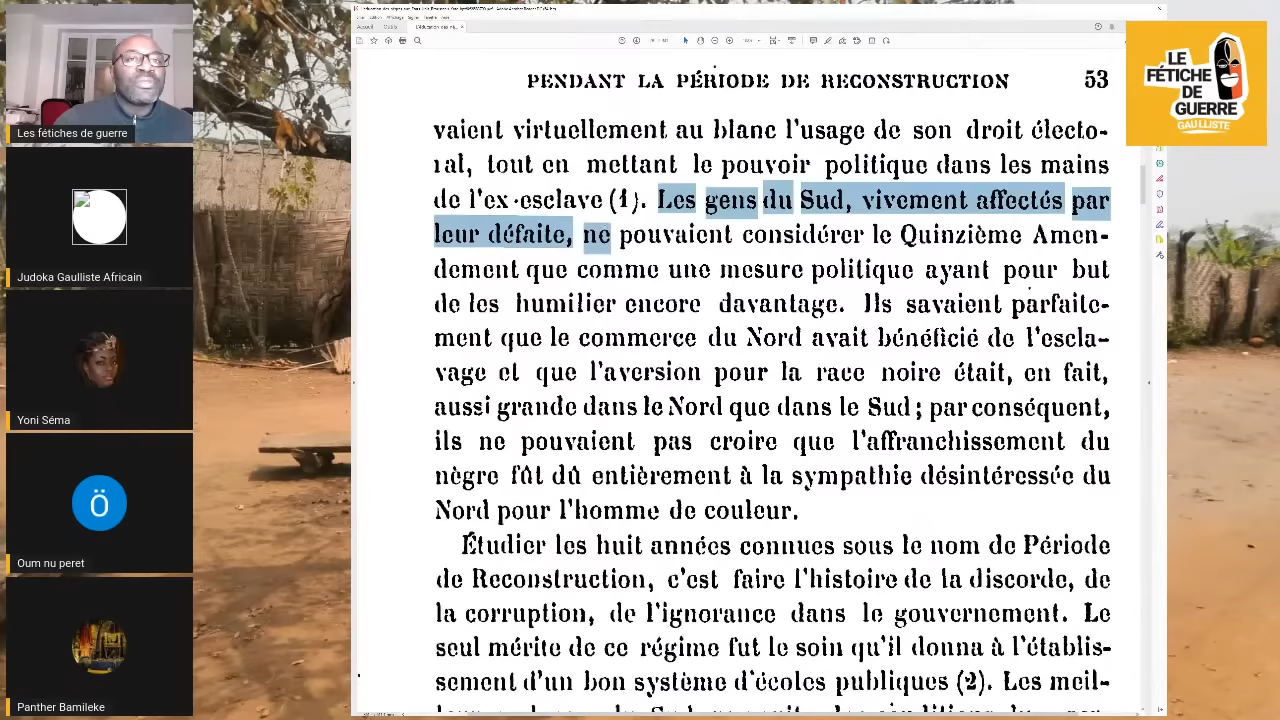 Les fétiches de guerre
Judoka Gaulliste Africain
Yoni Séma
Ö
Oum nu peret
Panther Bamileke
Accueil
Outils
PENDANT LA PÉRIODE DE RECONSTRUCTION 53
vaient virtuellement au blanc l'usage de son droit électo-
ral, tout en mettant le pouvoir politique dans les mains
de l'ex-esclave (1). Les gens du Sud, vivement affectés par
leur défaite, ne pouvaient considérer le Quinzième Amen-
dement que comme une mesure politique ayant pour but
de les humilier encore davantage. Ils savaient parfaite-
ment que le commerce du Nord avait bénéficié de l'escla-
vage et que l'aversion pour la race noire était, en fait,
aussi grande dans le Nord que dans le Sud ; par conséquent,
ils ne pouvaient pas croire que l'affranchissement du
nègre fût dû entièrement à la sympathie désintéressée du
Nord pour l'homme de couleur.
Étudier les huit années connues sous le nom de Période
de Reconstruction, c'est faire l'histoire de la discorde, de
la corruption, de l'ignorance dans le gouvernement. Le
seul mérite de ce régime fut le soin qu'il donna à l'établis-
sement d'un bon système d'écoles publiques (2). Les meil-
LE
FÉTICHE
DE
GUERRE
GAULLISTE